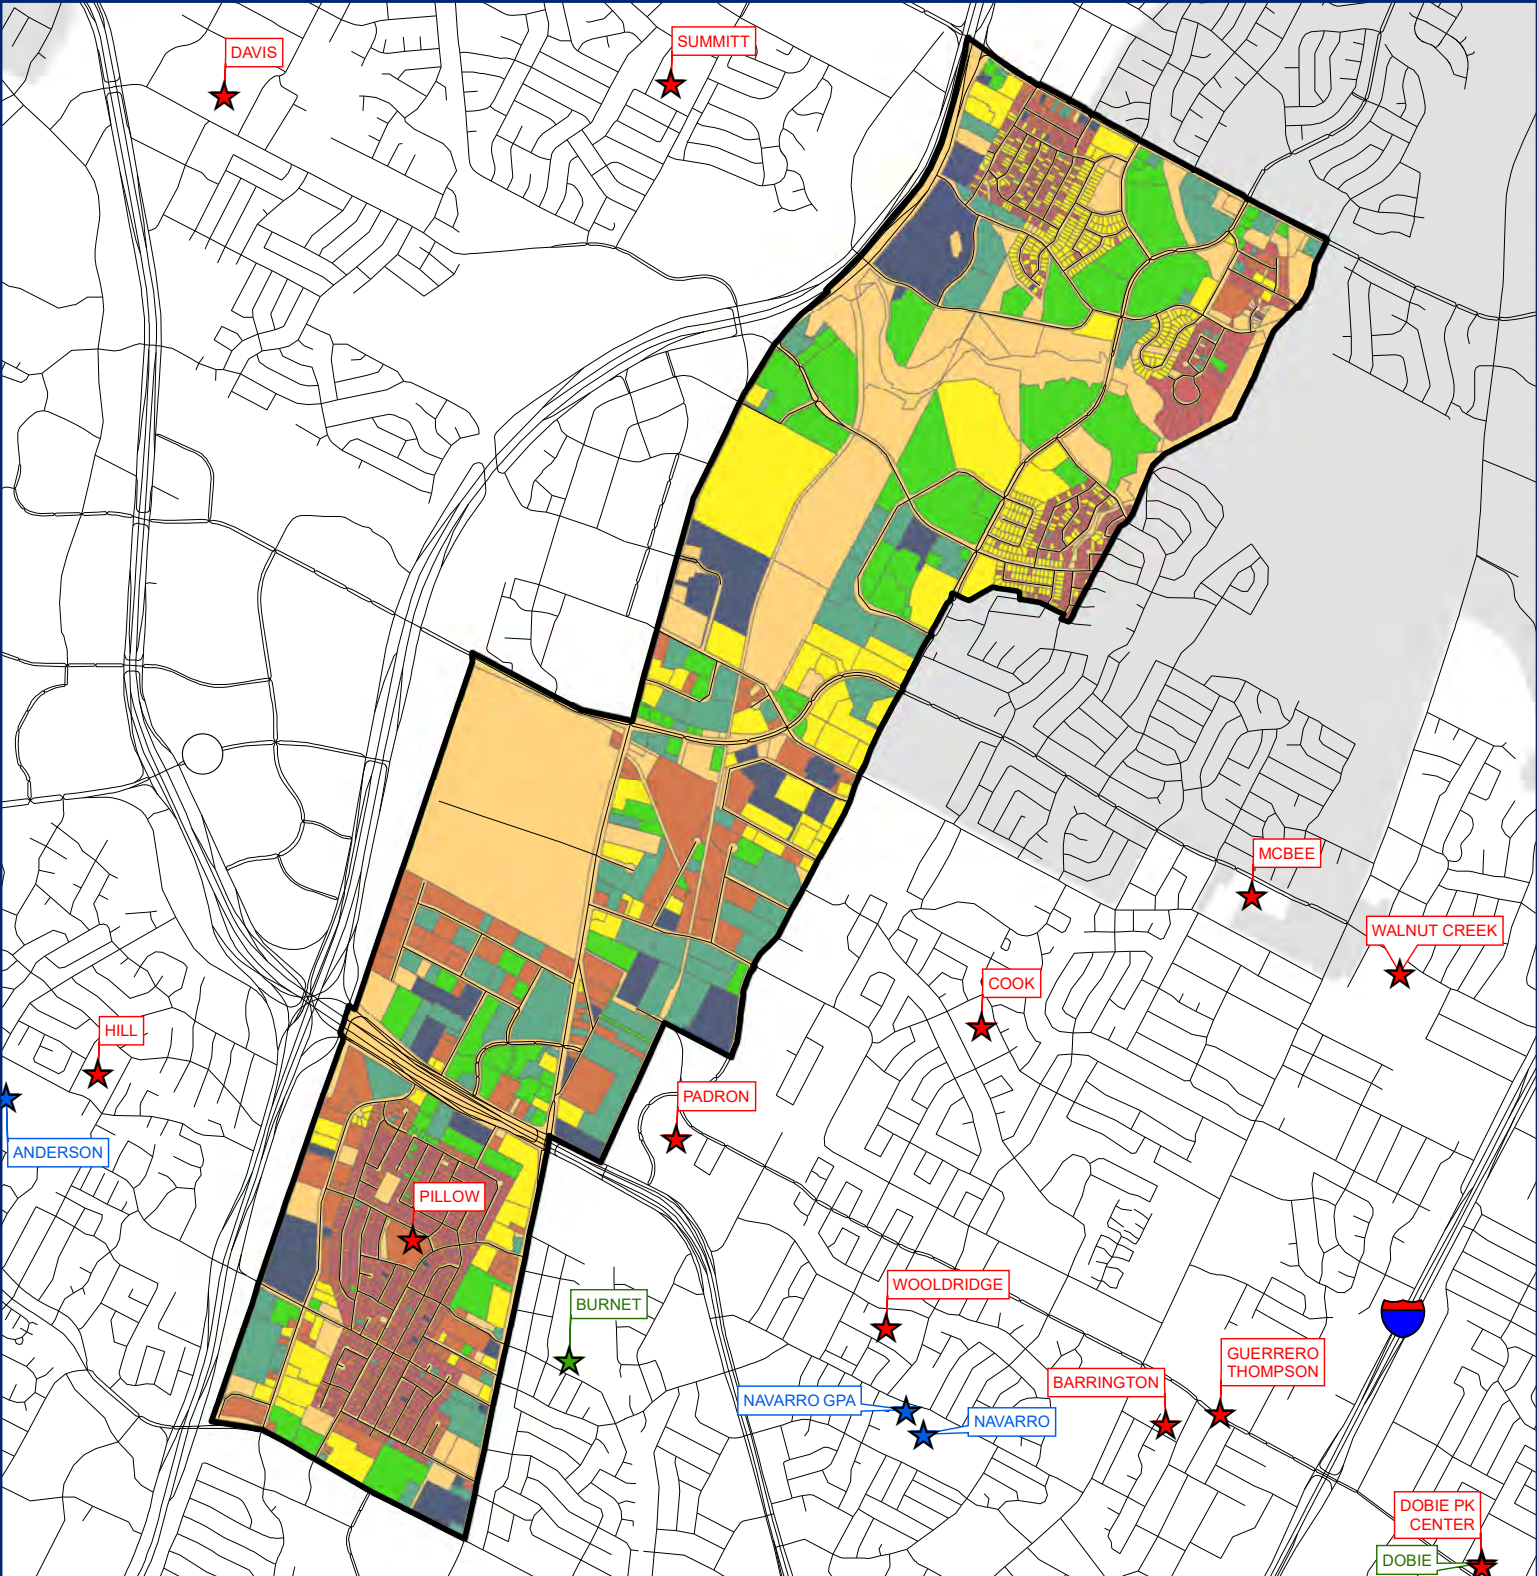 DAVIS
SUMMITT
MCBEE
WALNUT CREEK
COOK
HILL
PADRON
ANDERSON
PILLOW
WOOLDRIDGE
BURNET
GUERRERO
THOMPSON
BARRINGTON
NAVARRO GPA
NAVARRO
DOBIE PK
CENTER
DOBIE